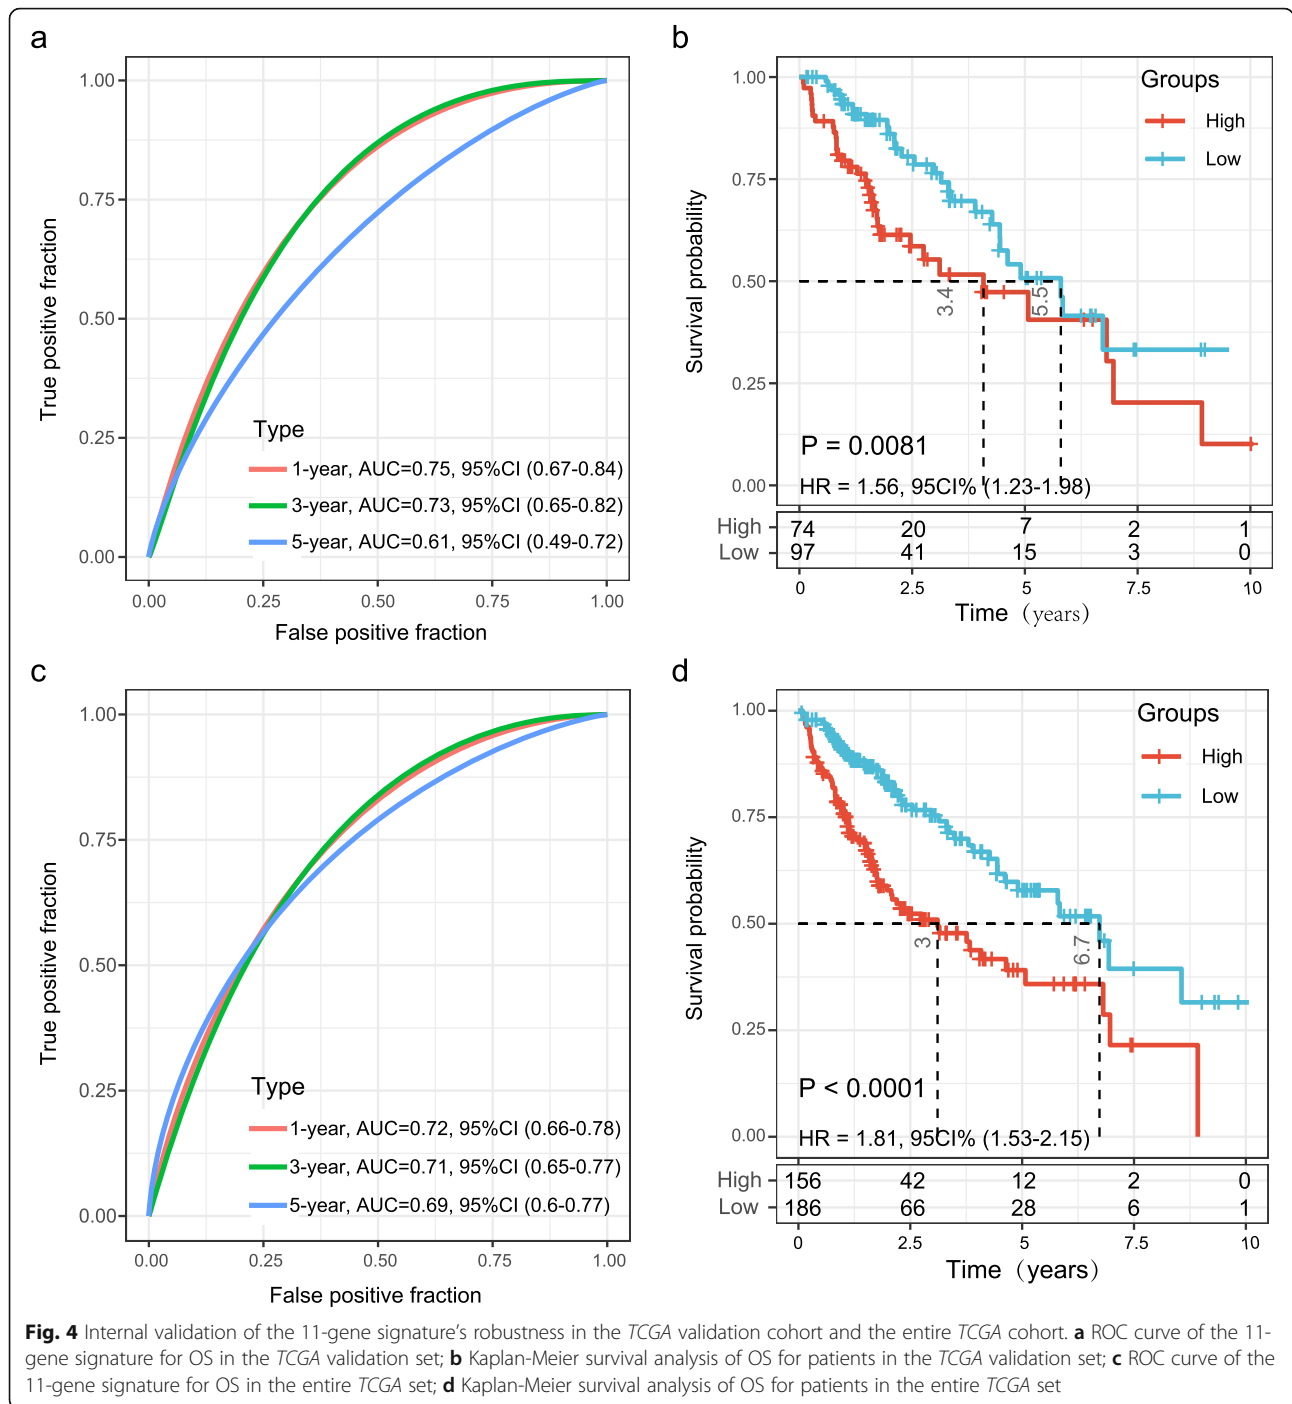 a
1.00
0.75
0.50
0.25
0.00
True positive fraction
Type
1-year, AUC=0.75, 95%CI (0.67-0.84)
3-year, AUC=0.73, 95%CI (0.65-0.82)
5-year, AUC=0.61, 95%CI (0.49-0.72)
0.00 0.25 0.50 0.75 1.00
False positive fraction
b
1.00
0.75
0.50
0.25
0.00
Survival probability
Groups
High
Low
3.4
5.5
P = 0.0081
HR = 1.56, 95CI% (1.23-1.98)
High 74 20 7 2 1
Low 97 41 15 3 0
0 2.5 5 7.5 10
Time (years)
c
1.00
0.75
0.50
0.25
0.00
True positive fraction
Type
1-year, AUC=0.72, 95%CI (0.66-0.78)
3-year, AUC=0.71, 95%CI (0.65-0.77)
5-year, AUC=0.69, 95%CI (0.6-0.77)
0.00 0.25 0.50 0.75 1.00
False positive fraction
d
1.00
0.75
0.50
0.25
0.00
Survival probability
Groups
High
Low
3
6.7
P < 0.0001
HR = 1.81, 95CI% (1.53-2.15)
High 156 42 12 2 0
Low 186 66 28 6 1
0 2.5 5 7.5 10
Time (years)
Fig. 4 Internal validation of the 11-gene signature's robustness in the TCGA validation cohort and the entire TCGA cohort. a ROC curve of the 11-
gene signature for OS in the TCGA validation set; b Kaplan-Meier survival analysis of OS for patients in the TCGA validation set; c ROC curve of the
11-gene signature for OS in the entire TCGA set; d Kaplan-Meier survival analysis of OS for patients in the entire TCGA set